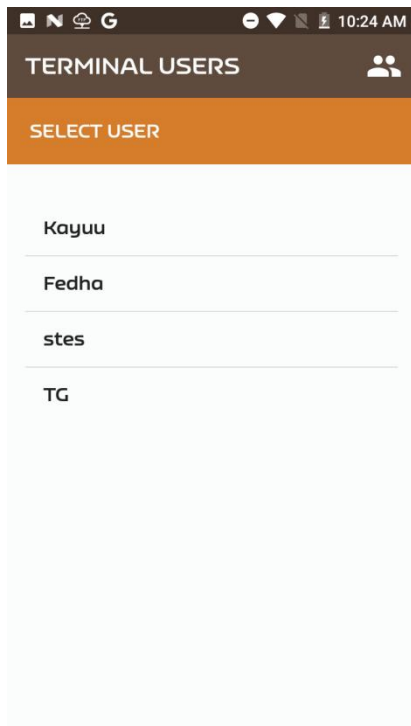 10:24 AM
TERMINAL USERS
SELECT USER
Kayuu
Fedha
stes
TG